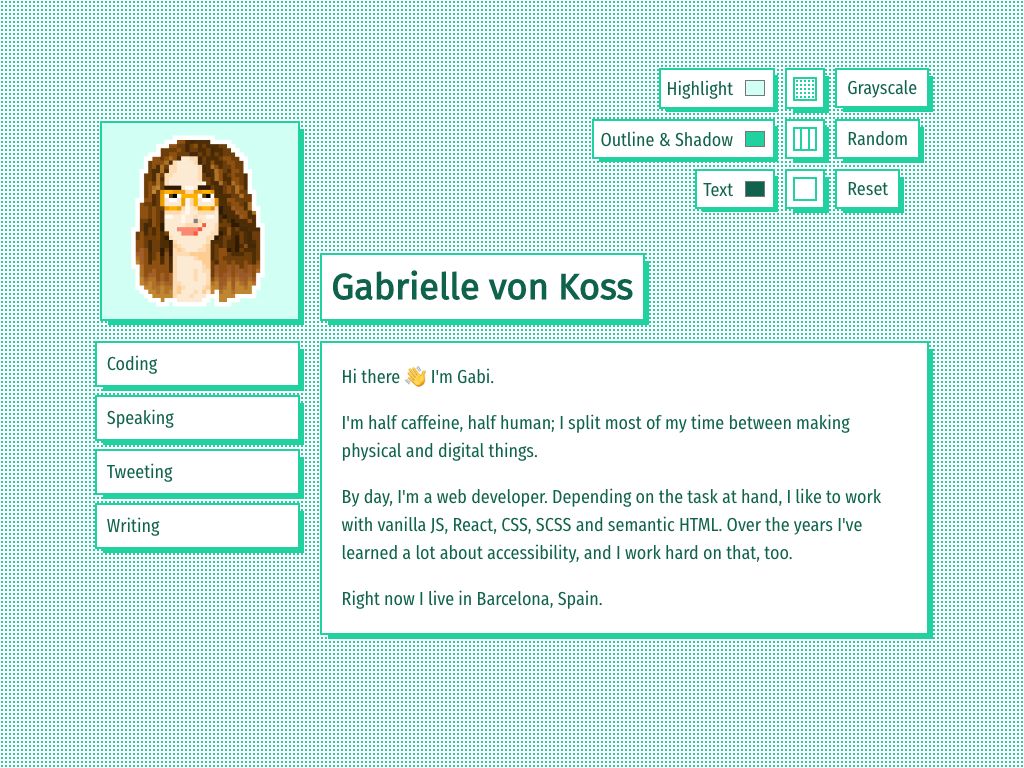 Highlight
Grayscale
Outline & Shadow
Random
Text
Reset
Gabrielle von Koss
Coding
Speaking
Tweeting
Writing
Hi there 👋 I'm Gabi.
I'm half caffeine, half human; I split most of my time between making
physical and digital things.
By day, I'm a web developer. Depending on the task at hand, I like to work
with vanilla JS, React, CSS, SCSS and semantic HTML. Over the years I've
learned a lot about accessibility, and I work hard on that, too.
Right now I live in Barcelona, Spain.